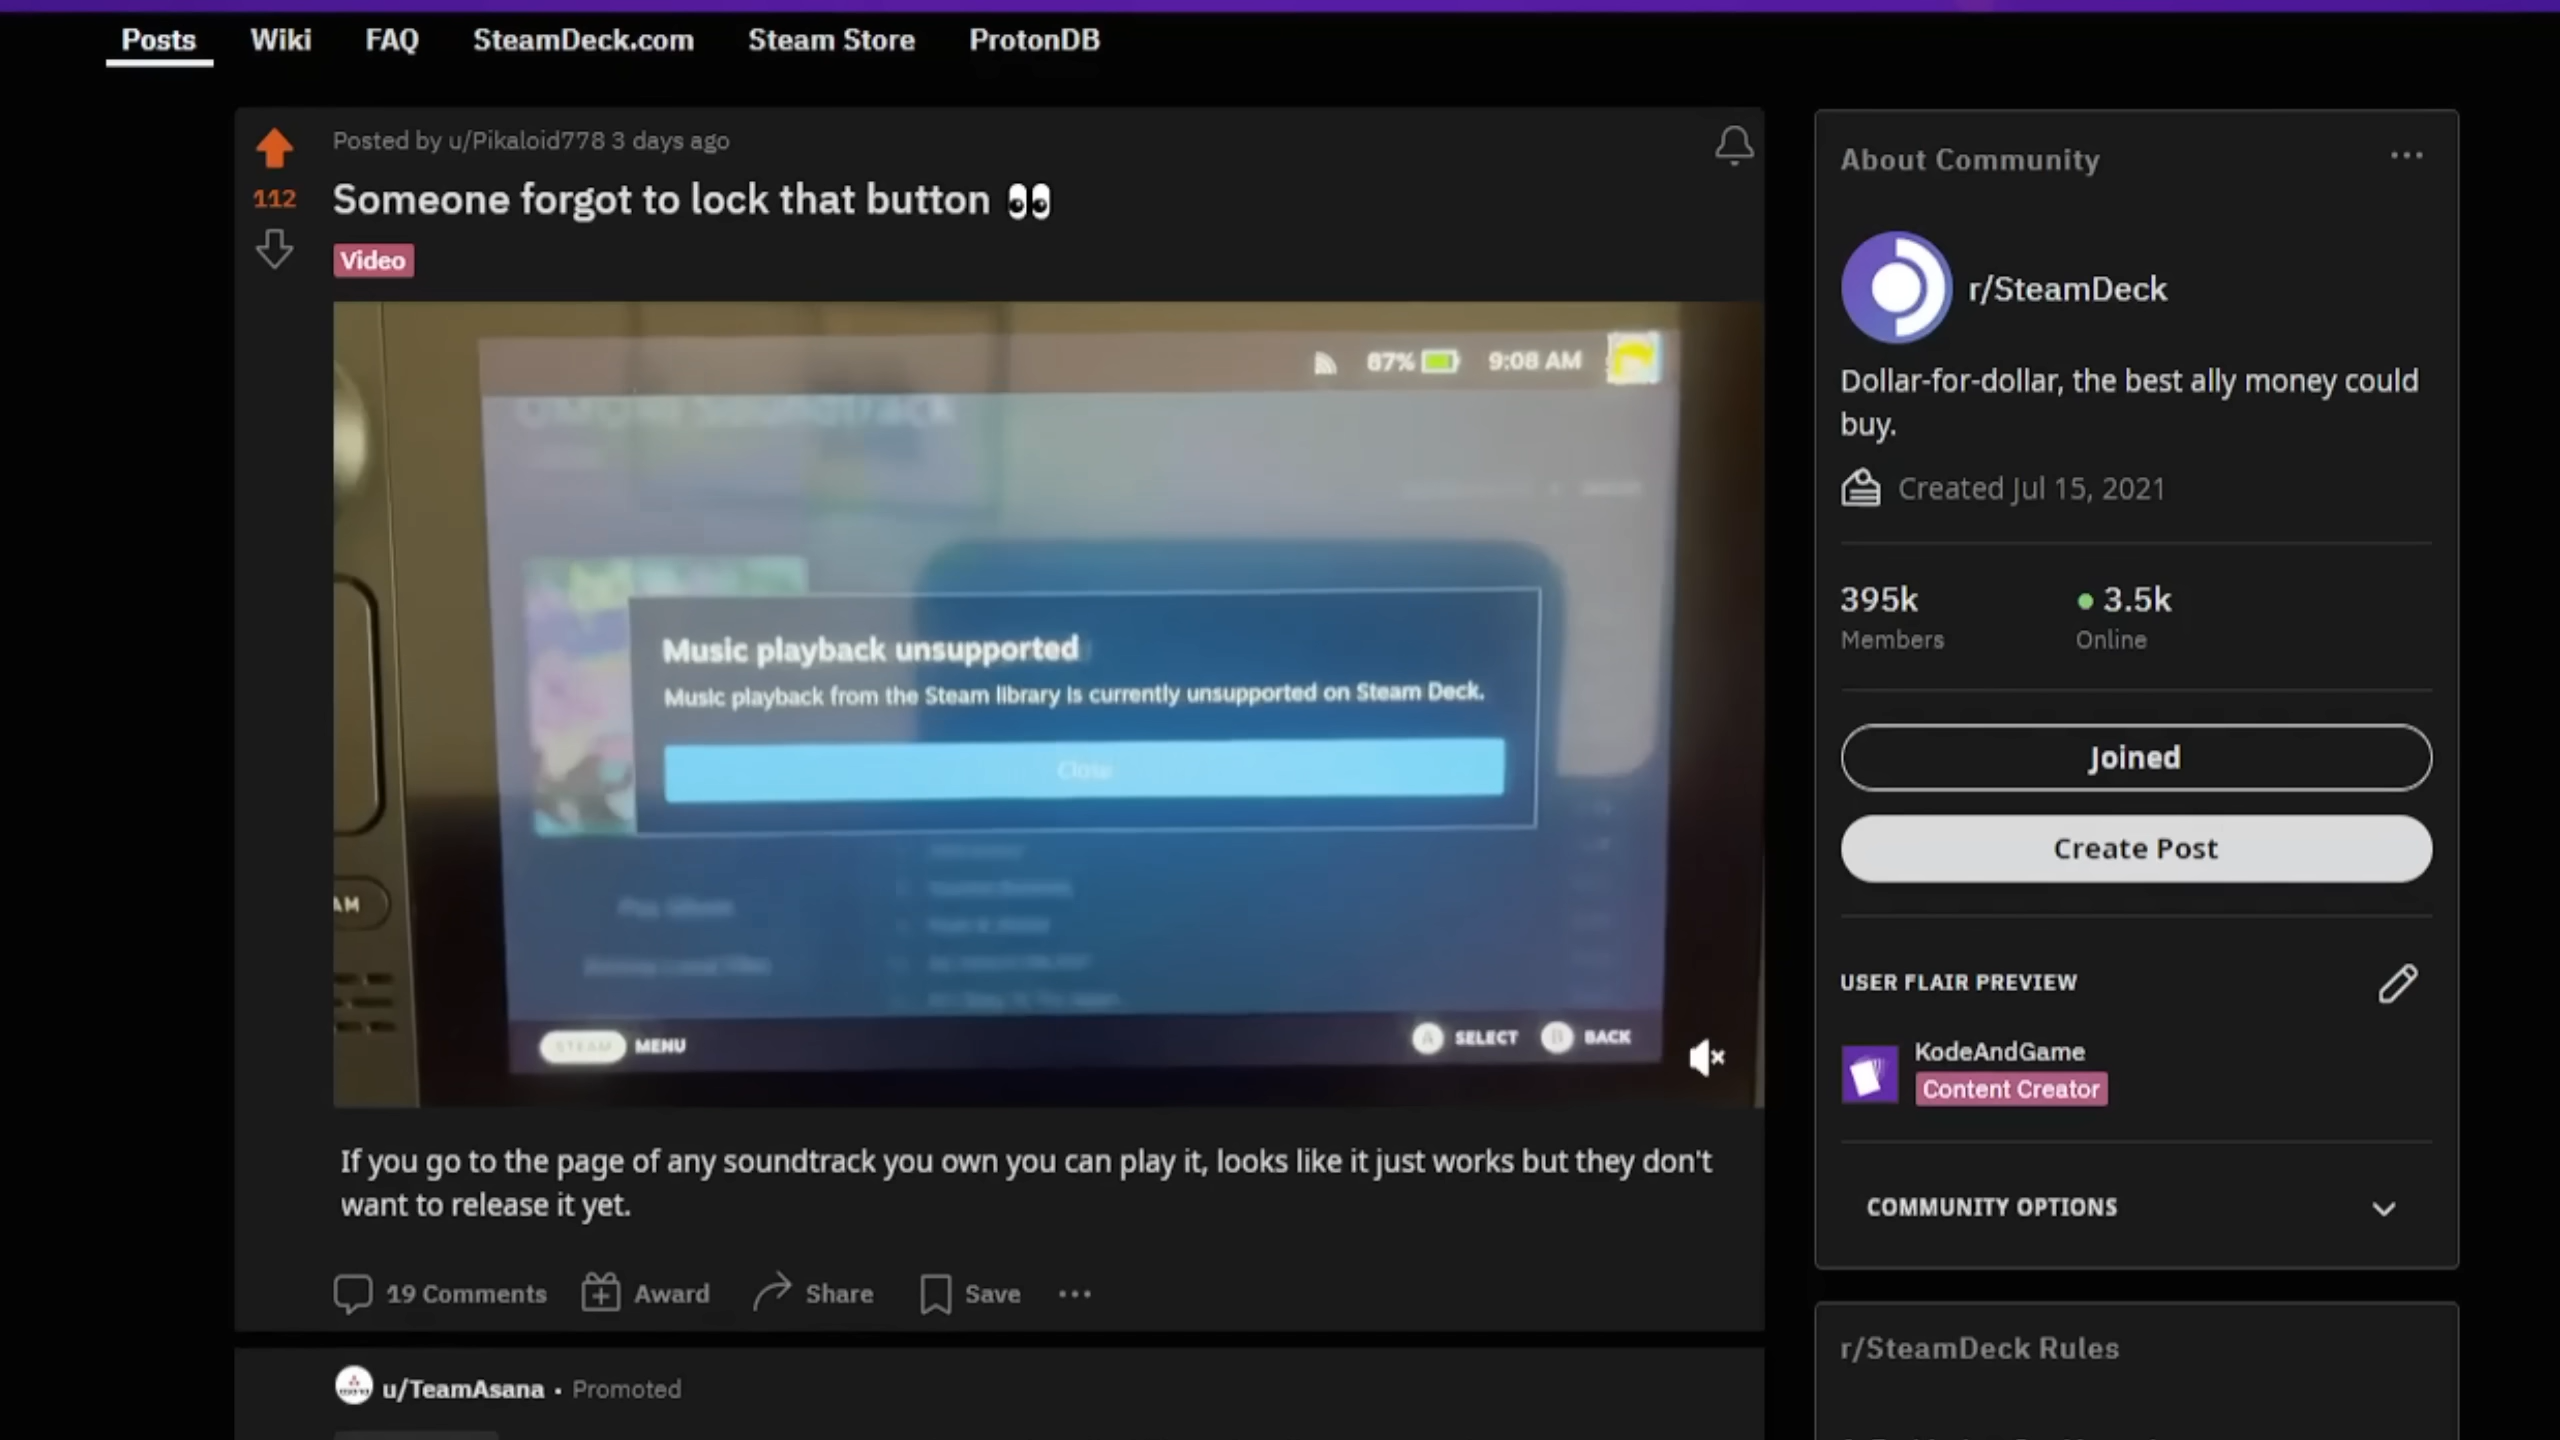 Posts Wiki FAQ SteamDeck.com Steam Store ProtonDB
Posted by u/Pikaloid778 3 days ago
112
Someone forgot to lock that button 👀
Video
87% 9:08 AM
Soundtrack
Music playback unsupported
Music playback from the Steam library is currently unsupported on Steam Deck.
Close
AM
STEAM MENU
A SELECT B BACK
If you go to the page of any soundtrack you own you can play it, looks like it just works but they don't
want to release it yet.
19 Comments Award Share Save
u/TeamAsana • Promoted
About Community
r/SteamDeck
Dollar-for-dollar, the best ally money could
buy.
Created Jul 15, 2021
395k 3.5k
Members Online
Joined
Create Post
USER FLAIR PREVIEW
KodeAndGame
Content Creator
COMMUNITY OPTIONS
r/SteamDeck Rules